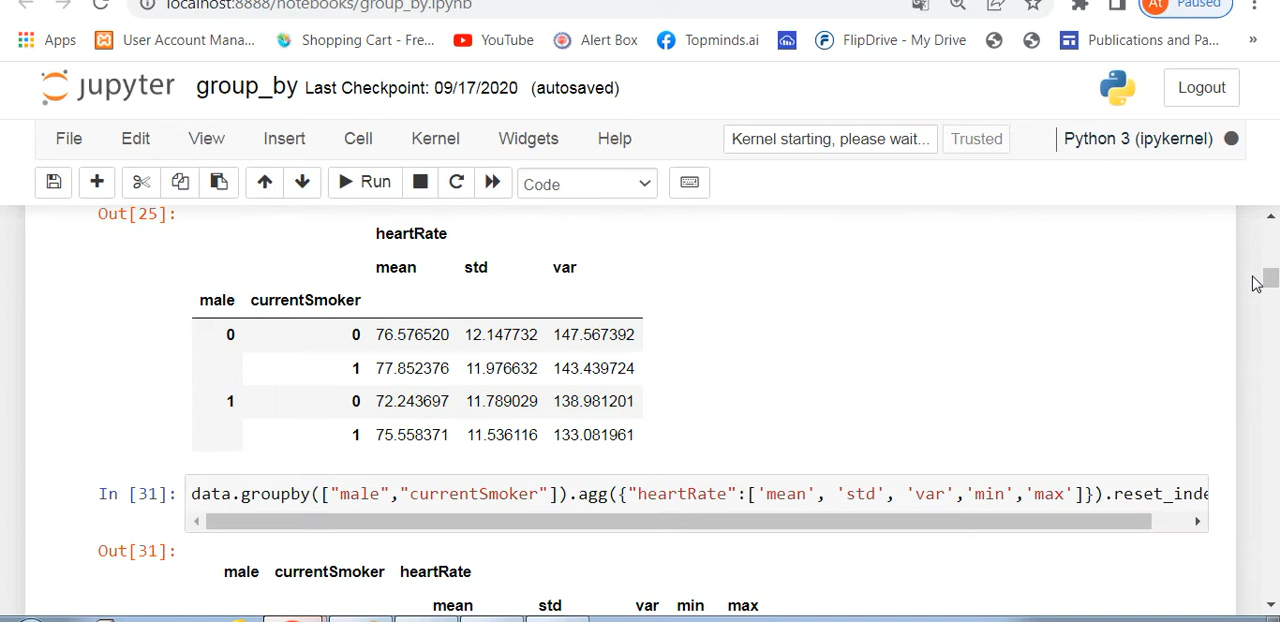 localhost:8888/notebooks/group_by.ipynb At Paused
Apps User Account Mana... Shopping Cart - Fre... YouTube Alert Box Topminds.ai FlipDrive - My Drive Publications and Pa... »
jupyter group_by Last Checkpoint: 09/17/2020 (autosaved) Logout
File Edit View Insert Cell Kernel Widgets Help Kernel starting, please wait... Trusted Python 3 (ipykernel)
Run Code
Out[25]:
heartRate
mean std var
male currentSmoker
0 0 76.576520 12.147732 147.567392
1 77.852376 11.976632 143.439724
1 0 72.243697 11.789029 138.981201
1 75.558371 11.536116 133.081961
In [31]: data.groupby(["male","currentSmoker"]).agg({"heartRate":['mean', 'std', 'var','min','max']}).reset_inde
Out[31]:
male currentSmoker heartRate
mean std var min max